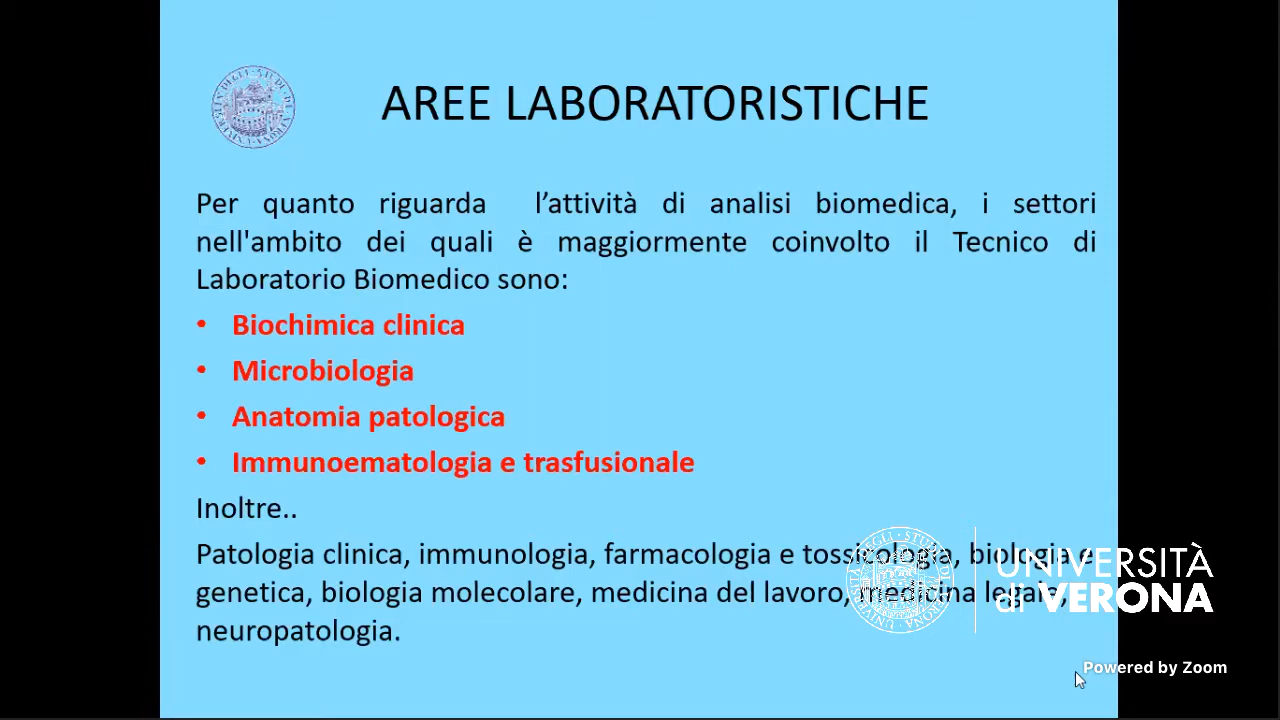 AREE LABORATORISTICHE
Per quanto riguarda l’attività di analisi biomedica, i settori
nell'ambito dei quali è maggiormente coinvolto il Tecnico di
Laboratorio Biomedico sono:
• Biochimica clinica
• Microbiologia
• Anatomia patologica
• Immunoematologia e trasfusionale
Inoltre..
Patologia clinica, immunologia, farmacologia e tossicologia, biologia e
genetica, biologia molecolare, medicina del lavoro, medicina legale,
neuropatologia.
UNIVERSITÀ
di VERONA
Powered by Zoom